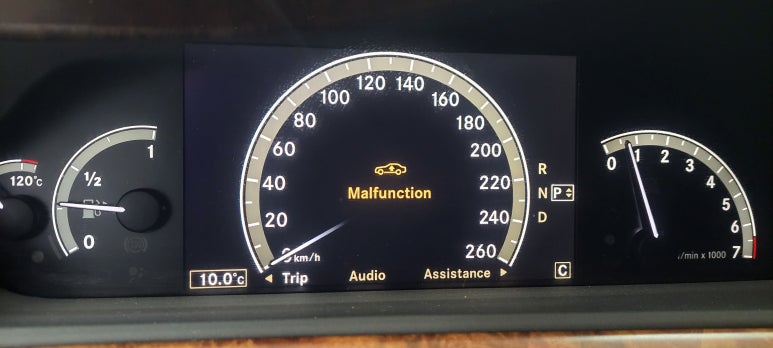 120°C
1
1/2
0
0
20
40
60
80
100
120
140
160
180
200
220
240
260
km/h
Malfunction
R
N P
D
10.0°C
Trip Audio Assistance
C
0
1
2
3
4
5
6
7
/min x 1000